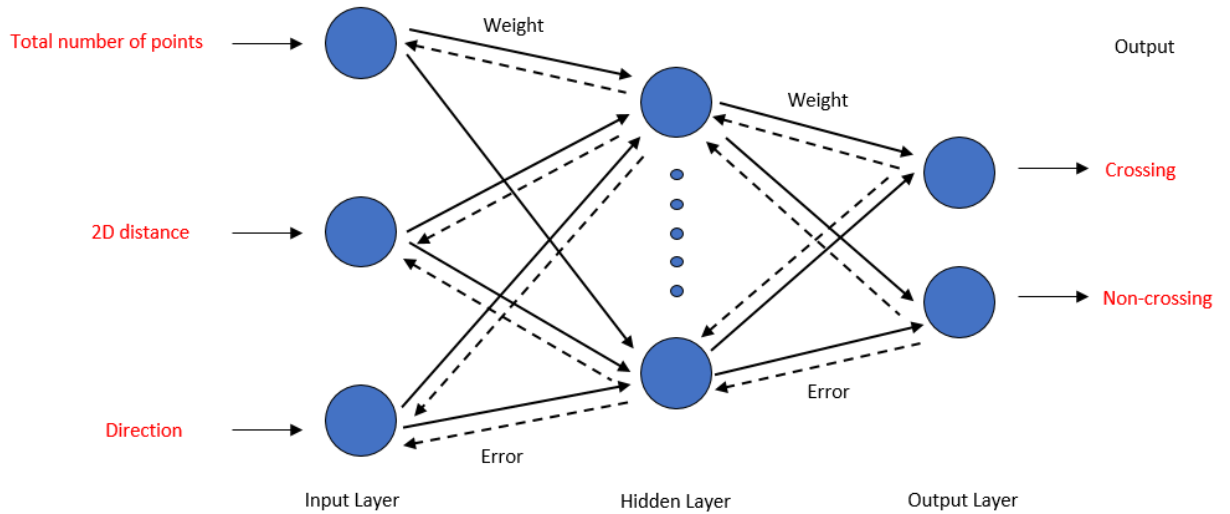 Total number of points
Weight
Output
Weight
Crossing
2D distance
Non-crossing
Direction
Error
Error
Input Layer
Hidden Layer
Output Layer